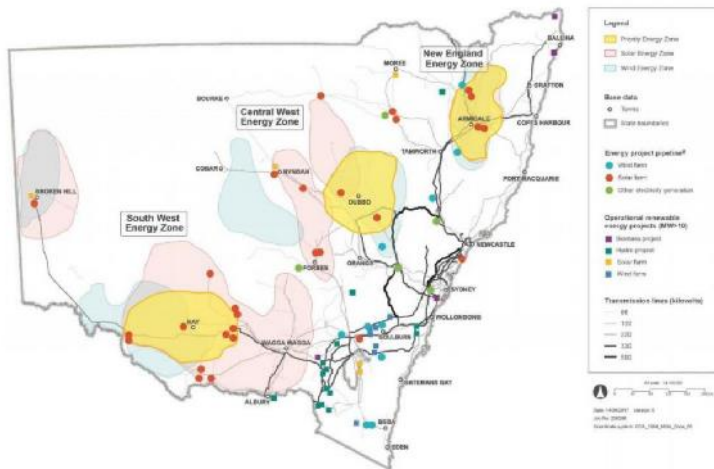 New England
Energy Zone
Central West
Energy Zone
South West
Energy Zone
BALLINA
MOREE
BOURKE
GRAFTON
ARMIDALE
COFFS HARBOUR
TAMWORTH
COBAR
NYNGAN
PORT MACQUARIE
BROKEN HILL
DUBBO
NEWCASTLE
ORANGE
FORBES
SYDNEY
HAY
WOLLONGONG
GOULBURN
WAGGA WAGGA
BATEMANS BAY
ALBURY
BEGA
EDEN
Legend
Priority Energy Zone
Solar Energy Zone
Wind Energy Zone
Base data
Towns
State boundaries
Energy project pipeline
Wind farm
Solar farm
Other electricity generation
Operational renewable
energy projects
Biomass project
Hydro project
Solar farm
Wind farm
Transmission lines (kilovolts)
66
132
220
330
500